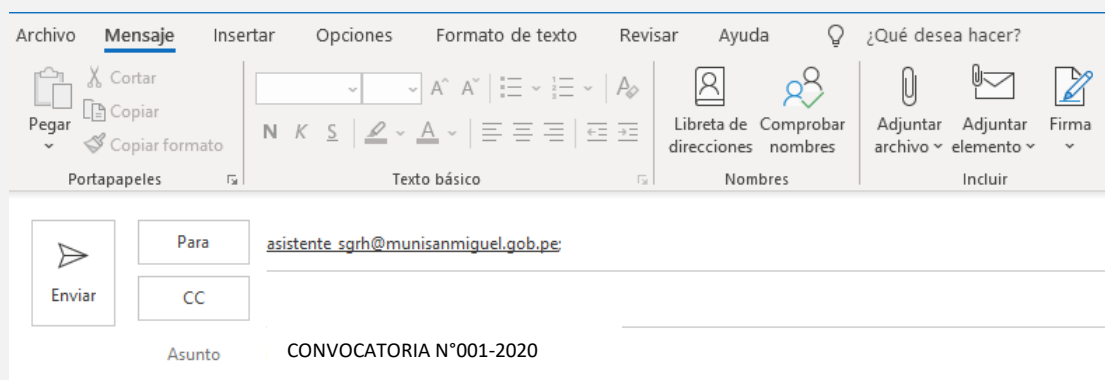 Archivo Mensaje Insertar Opciones Formato de texto Revisar Ayuda ¿Qué desea hacer?
Pegar
Cortar
Copiar
Copiar formato
Portapapeles
N K S A
Texto básico
Libreta de direcciones
Comprobar nombres
Nombres
Adjuntar archivo
Adjuntar elemento
Firma
Incluir
Enviar
Para
asistente_sgrh@munisanmiguel.gob.pe;
CC
Asunto
CONVOCATORIA N°001-2020